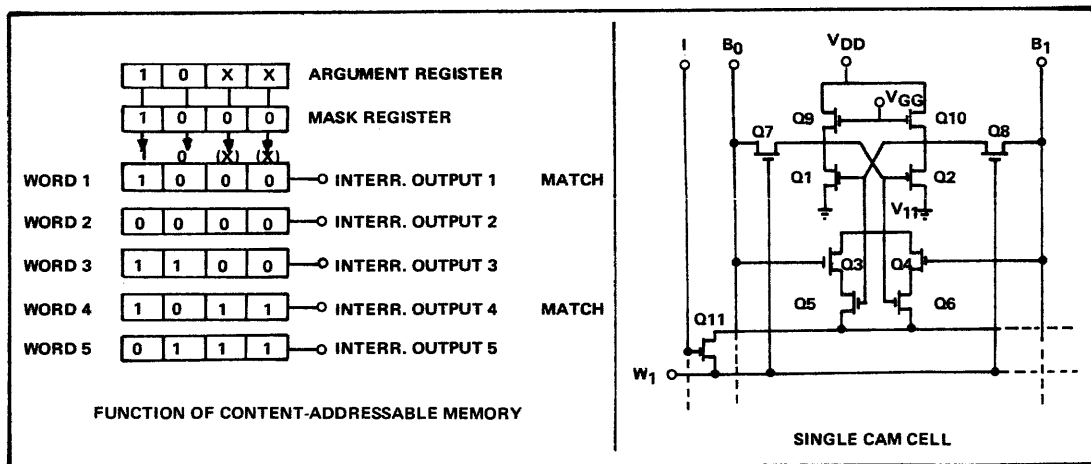 1 0 X X ARGUMENT REGISTER
1 0 0 0 MASK REGISTER
1 0 (X) (X)
WORD 1 1 0 0 0 INTERR. OUTPUT 1 MATCH
WORD 2 0 0 0 0 INTERR. OUTPUT 2
WORD 3 1 1 0 0 INTERR. OUTPUT 3
WORD 4 1 0 1 1 INTERR. OUTPUT 4 MATCH
WORD 5 0 1 1 1 INTERR. OUTPUT 5
FUNCTION OF CONTENT-ADDRESSABLE MEMORY
I B0 VDD B1
VGG
Q9 Q10
Q7 Q8
Q1 Q2
V11
Q3 Q4
Q5 Q6
Q11
W1
SINGLE CAM CELL